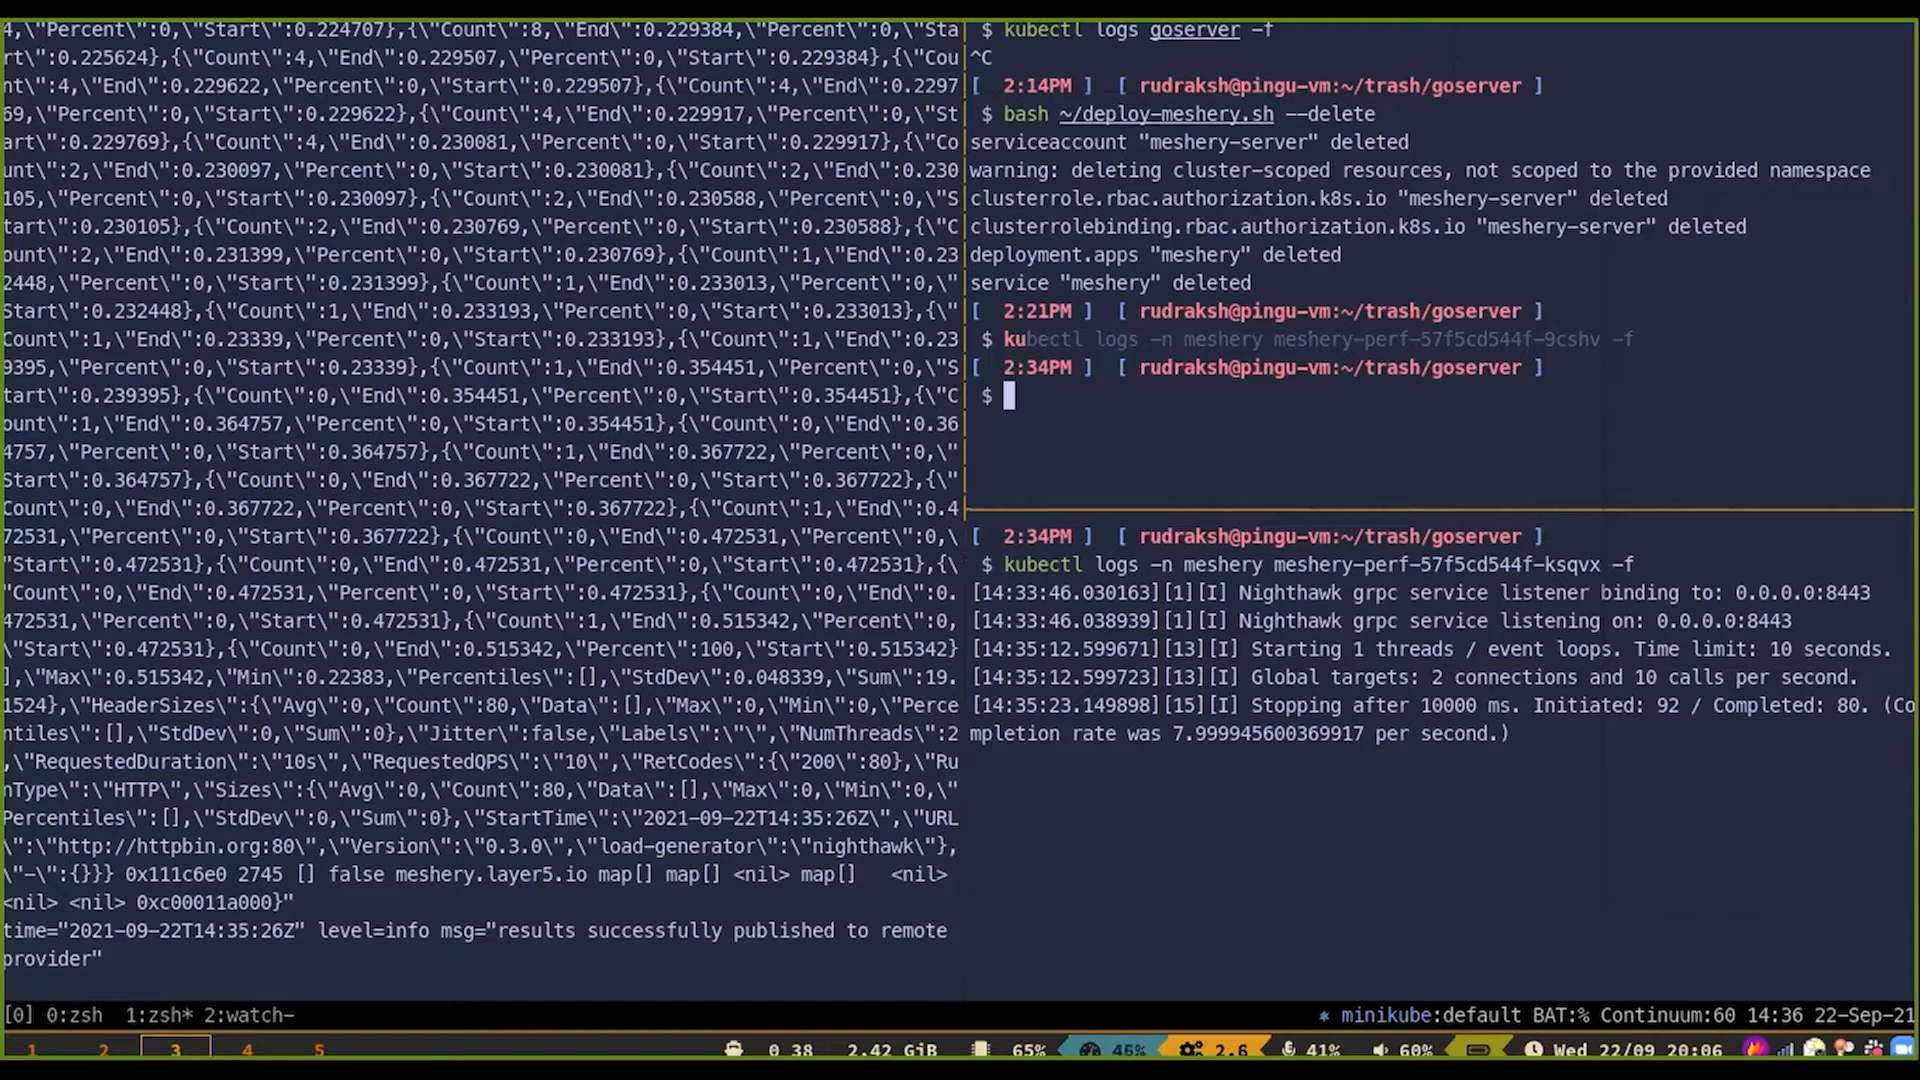 4,\"Percent\":0,\"Start\":0.224707},{\"Count\":8,\"End\":0.229384,\"Percent\":0,\"Sta
rt\":0.225624},{\"Count\":4,\"End\":0.229507,\"Percent\":0,\"Start\":0.229384},{\"Cou
nt\":4,\"End\":0.229622,\"Percent\":0,\"Start\":0.229507},{\"Count\":4,\"End\":0.2297
69,\"Percent\":0,\"Start\":0.229622},{\"Count\":4,\"End\":0.229917,\"Percent\":0,\"St
art\":0.229769},{\"Count\":4,\"End\":0.230081,\"Percent\":0,\"Start\":0.229917},{\"Co
unt\":2,\"End\":0.230097,\"Percent\":0,\"Start\":0.230081},{\"Count\":2,\"End\":0.230
105,\"Percent\":0,\"Start\":0.230097},{\"Count\":2,\"End\":0.230588,\"Percent\":0,\"S
tart\":0.230105},{\"Count\":2,\"End\":0.230769,\"Percent\":0,\"Start\":0.230588},{\"C
ount\":2,\"End\":0.231399,\"Percent\":0,\"Start\":0.230769},{\"Count\":1,\"End\":0.23
2448,\"Percent\":0,\"Start\":0.231399},{\"Count\":1,\"End\":0.233013,\"Percent\":0,\"
Start\":0.232448},{\"Count\":1,\"End\":0.233193,\"Percent\":0,\"Start\":0.233013},{\"
Count\":1,\"End\":0.23339,\"Percent\":0,\"Start\":0.233193},{\"Count\":1,\"End\":0.23
9395,\"Percent\":0,\"Start\":0.23339},{\"Count\":1,\"End\":0.354451,\"Percent\":0,\"S
tart\":0.239395},{\"Count\":0,\"End\":0.354451,\"Percent\":0,\"Start\":0.354451},{\"C
ount\":1,\"End\":0.364757,\"Percent\":0,\"Start\":0.354451},{\"Count\":0,\"End\":0.36
4757,\"Percent\":0,\"Start\":0.364757},{\"Count\":1,\"End\":0.367722,\"Percent\":0,\"
Start\":0.364757},{\"Count\":0,\"End\":0.367722,\"Percent\":0,\"Start\":0.367722},{\"
Count\":0,\"End\":0.367722,\"Percent\":0,\"Start\":0.367722},{\"Count\":1,\"End\":0.4
72531,\"Percent\":0,\"Start\":0.367722},{\"Count\":0,\"End\":0.472531,\"Percent\":0,\
"Start\":0.472531},{\"Count\":0,\"End\":0.472531,\"Percent\":0,\"Start\":0.472531},{\
"Count\":0,\"End\":0.472531,\"Percent\":0,\"Start\":0.472531},{\"Count\":0,\"End\":0.
472531,\"Percent\":0,\"Start\":0.472531},{\"Count\":1,\"End\":0.515342,\"Percent\":0,
\"Start\":0.472531},{\"Count\":0,\"End\":0.515342,\"Percent\":100,\"Start\":0.515342}
],\"Max\":0.515342,\"Min\":0.22383,\"Percentiles\":[],\"StdDev\":0.048339,\"Sum\":19.
1524},\"HeaderSizes\":{\"Avg\":0,\"Count\":80,\"Data\":[],\"Max\":0,\"Min\":0,\"Perce
ntiles\":[],\"StdDev\":0,\"Sum\":0},\"Jitter\":false,\"Labels\":\"\",\"NumThreads\":2
,\"RequestedDuration\":\"10s\",\"RequestedQPS\":\"10\",\"RetCodes\":{\"200\":80},\"Ru
nType\":\"HTTP\",\"Sizes\":{\"Avg\":0,\"Count\":80,\"Data\":[],\"Max\":0,\"Min\":0,\"
Percentiles\":[],\"StdDev\":0,\"Sum\":0},\"StartTime\":\"2021-09-22T14:35:26Z\",\"URL
\":\"http://httpbin.org:80\",\"Version\":\"0.3.0\",\"load-generator\":\"nighthawk\"},
\"-\":{}}} 0x111c6e0 2745 [] false meshery.layer5.io map[] map[] <nil> map[]   <nil>
<nil> <nil> 0xc00011a000}"
time="2021-09-22T14:35:26Z" level=info msg="results successfully published to remote
provider"
$ kubectl logs goserver -f
^C
[ 2:14PM ] [ rudraksh@pingu-vm:~/trash/goserver ]
$ bash ~/deploy-meshery.sh --delete
serviceaccount "meshery-server" deleted
warning: deleting cluster-scoped resources, not scoped to the provided namespace
clusterrole.rbac.authorization.k8s.io "meshery-server" deleted
clusterrolebinding.rbac.authorization.k8s.io "meshery-server" deleted
deployment.apps "meshery" deleted
service "meshery" deleted
[ 2:21PM ] [ rudraksh@pingu-vm:~/trash/goserver ]
$ kubectl logs -n meshery meshery-perf-57f5cd544f-9cshv -f
[ 2:34PM ] [ rudraksh@pingu-vm:~/trash/goserver ]
$
[ 2:34PM ] [ rudraksh@pingu-vm:~/trash/goserver ]
$ kubectl logs -n meshery meshery-perf-57f5cd544f-ksqvx -f
[14:33:46.030163][1][I] Nighthawk grpc service listener binding to: 0.0.0.0:8443
[14:33:46.038939][1][I] Nighthawk grpc service listening on: 0.0.0.0:8443
[14:35:12.599671][13][I] Starting 1 threads / event loops. Time limit: 10 seconds.
[14:35:12.599723][13][I] Global targets: 2 connections and 10 calls per second.
[14:35:23.149898][15][I] Stopping after 10000 ms. Initiated: 92 / Completed: 80. (Co
mpletion rate was 7.999945600369917 per second.)
[0] 0:zsh  1:zsh* 2:watch- ⎈ minikube:default BAT:% Continuum:60 14:36 22-Sep-21
1 2 3 4 5 0.38 2.42 GiB 65% 45% 2.6 41% 60% Wed 22/09 20:06